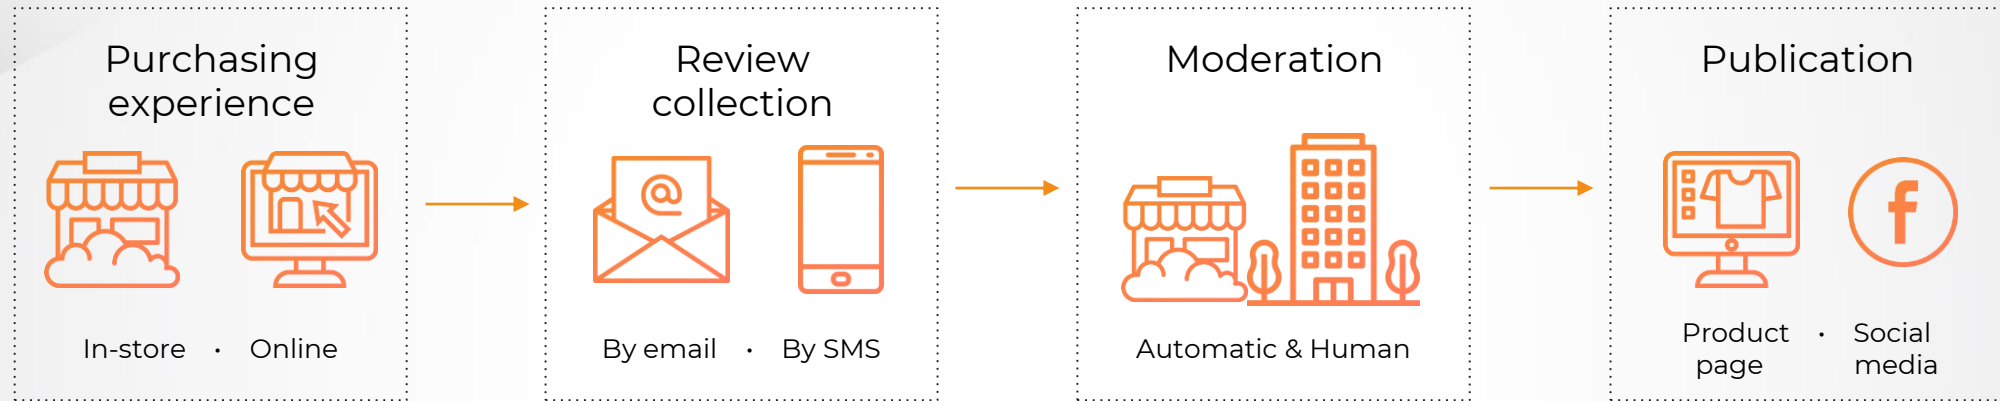 Purchasing
experience
In-store • Online
Review
collection
@
By email • By SMS
Moderation
Automatic & Human
Publication
f
Product • Social
page media